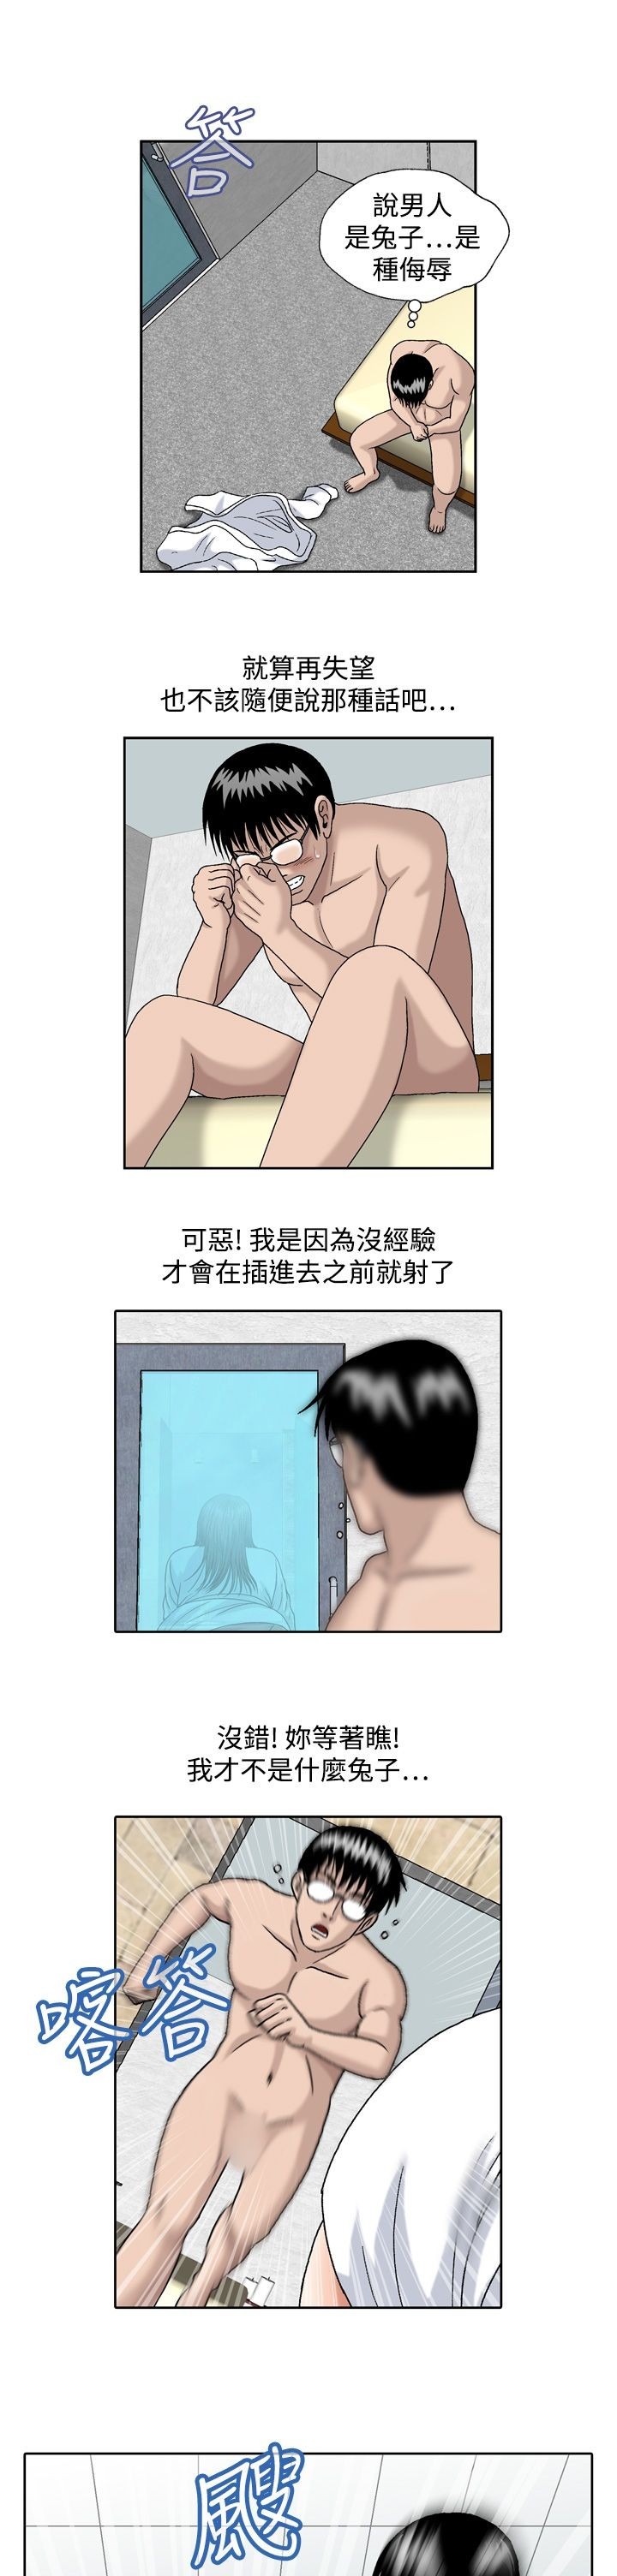 答
說男人
是兔子...是
種侮辱
就算再失望
也不該隨便說那種話吧...
可惡! 我是因為沒經驗
才會在插進去之前就射了
沒錯! 妳等著瞧!
我才不是什麼兔子...
喀答
颼